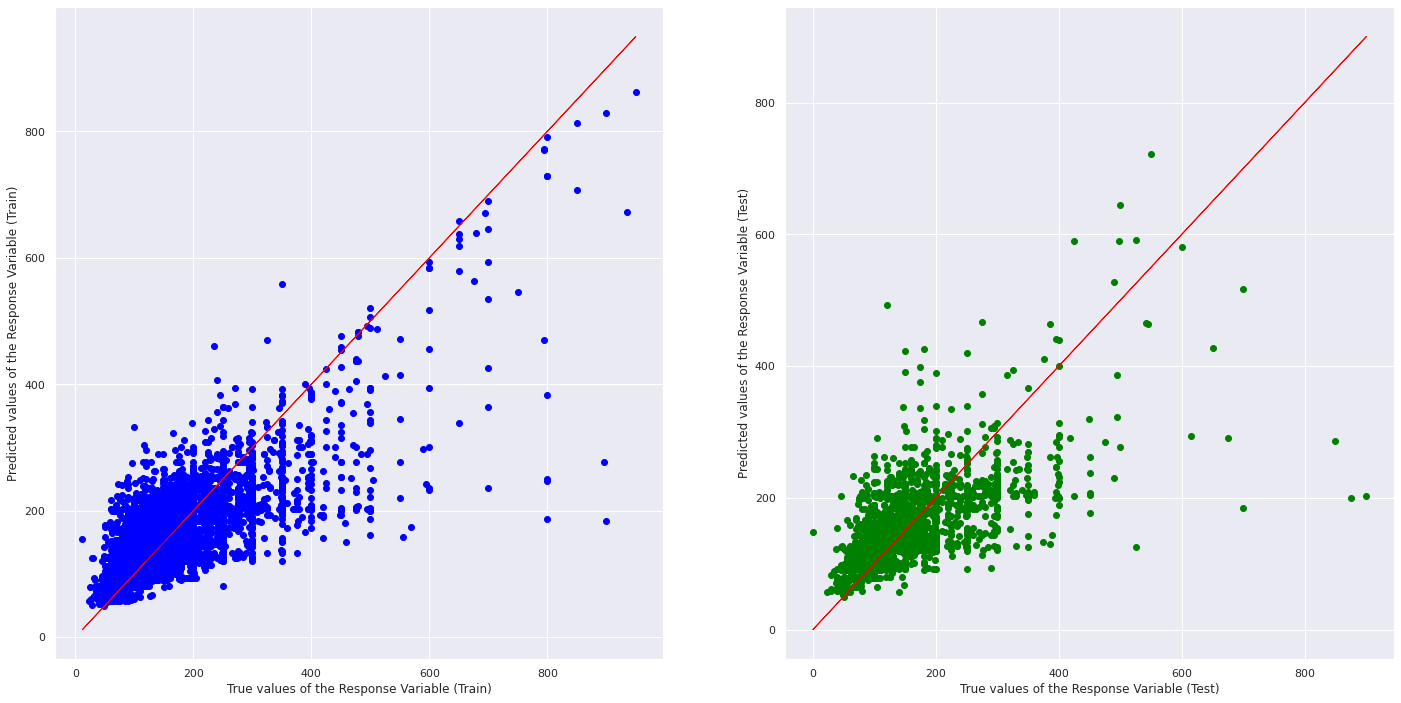 Predicted values of the Response Variable (Train)
800
600
400
200
0
0 200 400 600 800
True values of the Response Variable (Train)
Predicted values of the Response Variable (Test)
800
600
400
200
0
0 200 400 600 800
True values of the Response Variable (Test)